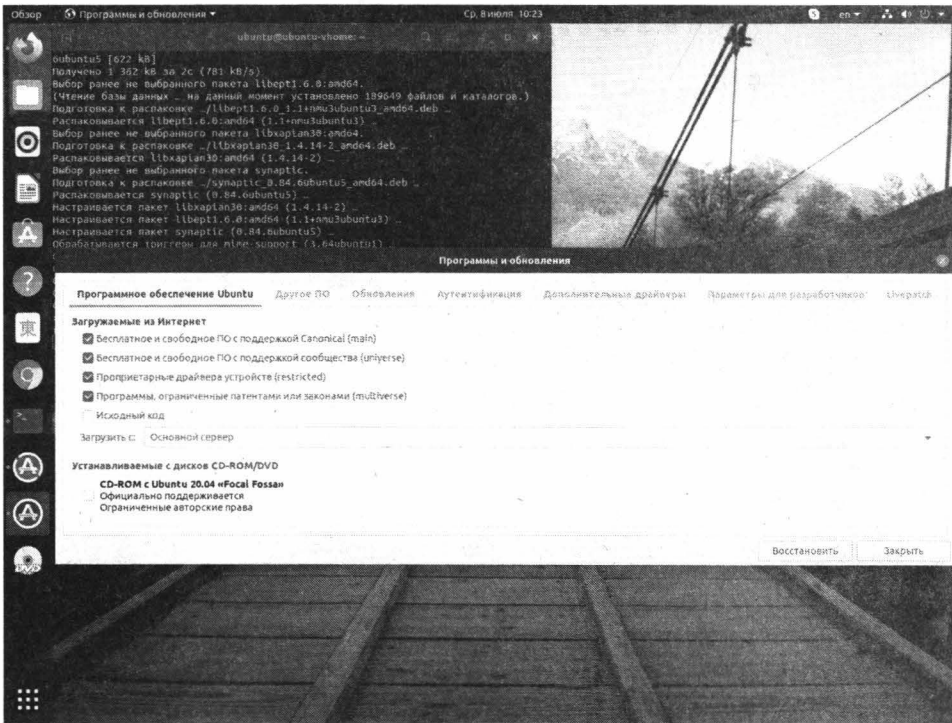 Обзор Программы и обновления Ср, 8 июля 10:23 en
ubuntu@ubuntu-vhome: ~
6ubuntu5 [622 kB]
Получено 1 362 kB за 2с (781 kB/s)
Выбор ранее не выбранного пакета libept1.6.0:amd64.
(Чтение базы данных … на данный момент установлено 189649 файлов и каталогов.)
Подготовка к распаковке …/libept1.6.0_1.1+nmu3ubuntu3_amd64.deb …
Распаковывается libept1.6.0:amd64 (1.1+nmu3ubuntu3) …
Выбор ранее не выбранного пакета libxapian30:amd64.
Подготовка к распаковке …/libxapian30_1.4.14-2_amd64.deb …
Распаковывается libxapian30:amd64 (1.4.14-2) …
Выбор ранее не выбранного пакета synaptic.
Подготовка к распаковке …/synaptic_0.84.6ubuntu5_amd64.deb …
Распаковывается synaptic (0.84.6ubuntu5) …
Настраивается пакет libxapian30:amd64 (1.4.14-2) …
Настраивается пакет libept1.6.0:amd64 (1.1+nmu3ubuntu3) …
Настраивается пакет synaptic (0.84.6ubuntu5) …
Обрабатываются триггеры для mime-support (3.64ubuntu1) …
Программы и обновления
Программное обеспечение Ubuntu Другое ПО Обновления Аутентификация Дополнительные драйверы Параметры для разработчиков Livepatch
Загружаемые из Интернет
Бесплатное и свободное ПО с поддержкой Canonical (main)
Бесплатное и свободное ПО с поддержкой сообщества (universe)
Проприетарные драйвера устройств (restricted)
Программы, ограниченные патентами или законами (multiverse)
Исходный код
Загрузить с: Основной сервер
Устанавливаемые с дисков CD-ROM/DVD
CD-ROM с Ubuntu 20.04 «Focal Fossa»
Официально поддерживается
Ограниченные авторские права
Восстановить Закрыть
東
DVD